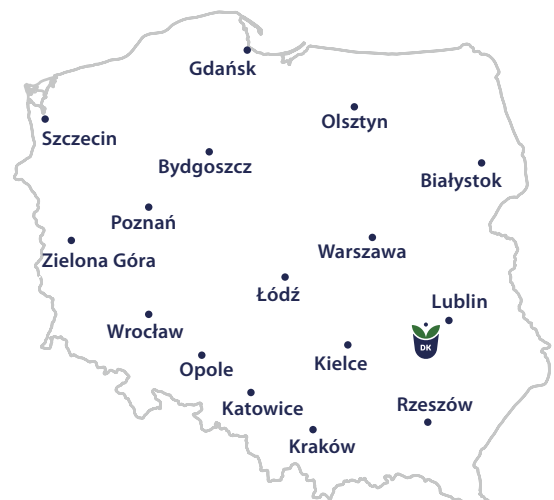 Gdańsk
Olsztyn
Szczecin
Bydgoszcz
Białystok
Poznań
Warszawa
Zielona Góra
Łódź
Lublin
Wrocław
DK
Kielce
Opole
Katowice
Rzeszów
Kraków